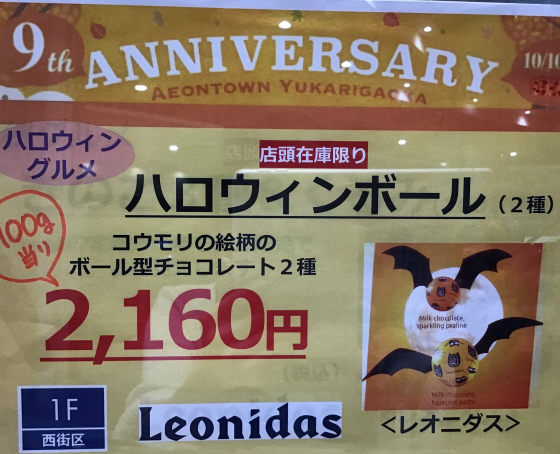 9th ANNIVERSARY
AEONTOWN YUKARIGAOKA
10/10
ハロウィン
グルメ
店頭在庫限り
ハロウィンボール（２種）
100g
当り
コウモリの絵柄の
ボール型チョコレート２種
2,160円
Milk chocolate,
sparkling praline
Milk chocolate
hazelnut paste
1F
西街区
Leonidas
<レオニダス>